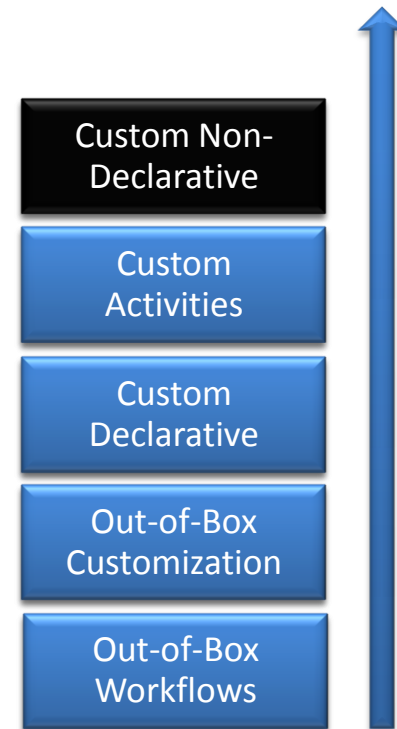 Custom Non-
Declarative
Custom
Activities
Custom
Declarative
Out-of-Box
Customization
Out-of-Box
Workflows